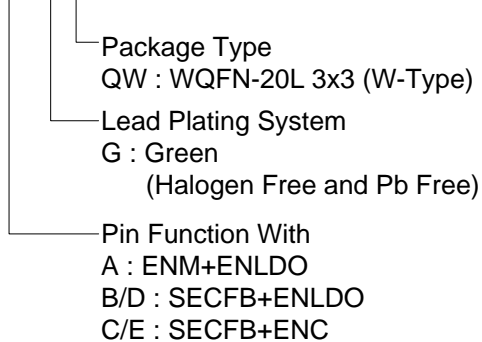 Package Type
QW : WQFN-20L 3x3 (W-Type)
Lead Plating System
G : Green
(Halogen Free and Pb Free)
Pin Function With
A : ENM+ENLDO
B/D : SECFB+ENLDO
C/E : SECFB+ENC